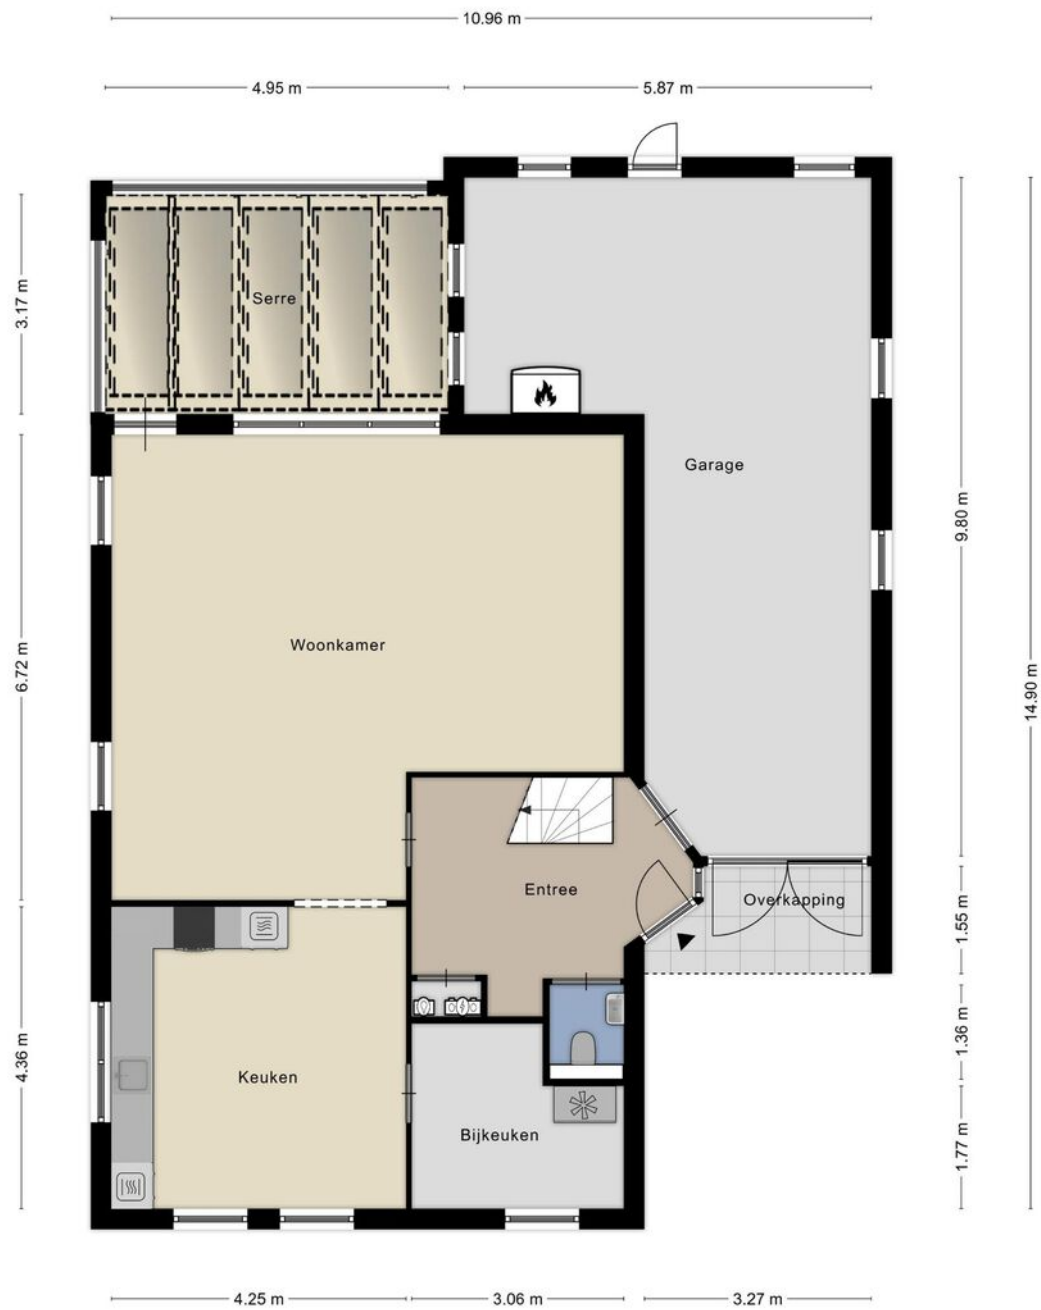 10.96 m
4.95 m
5.87 m
3.17 m
Serre
Garage
9.80 m
6.72 m
Woonkamer
14.90 m
Entree
Overkapping
1.55 m
1.36 m
4.36 m
Keuken
Bijkeuken
1.77 m
4.25 m
3.06 m
3.27 m